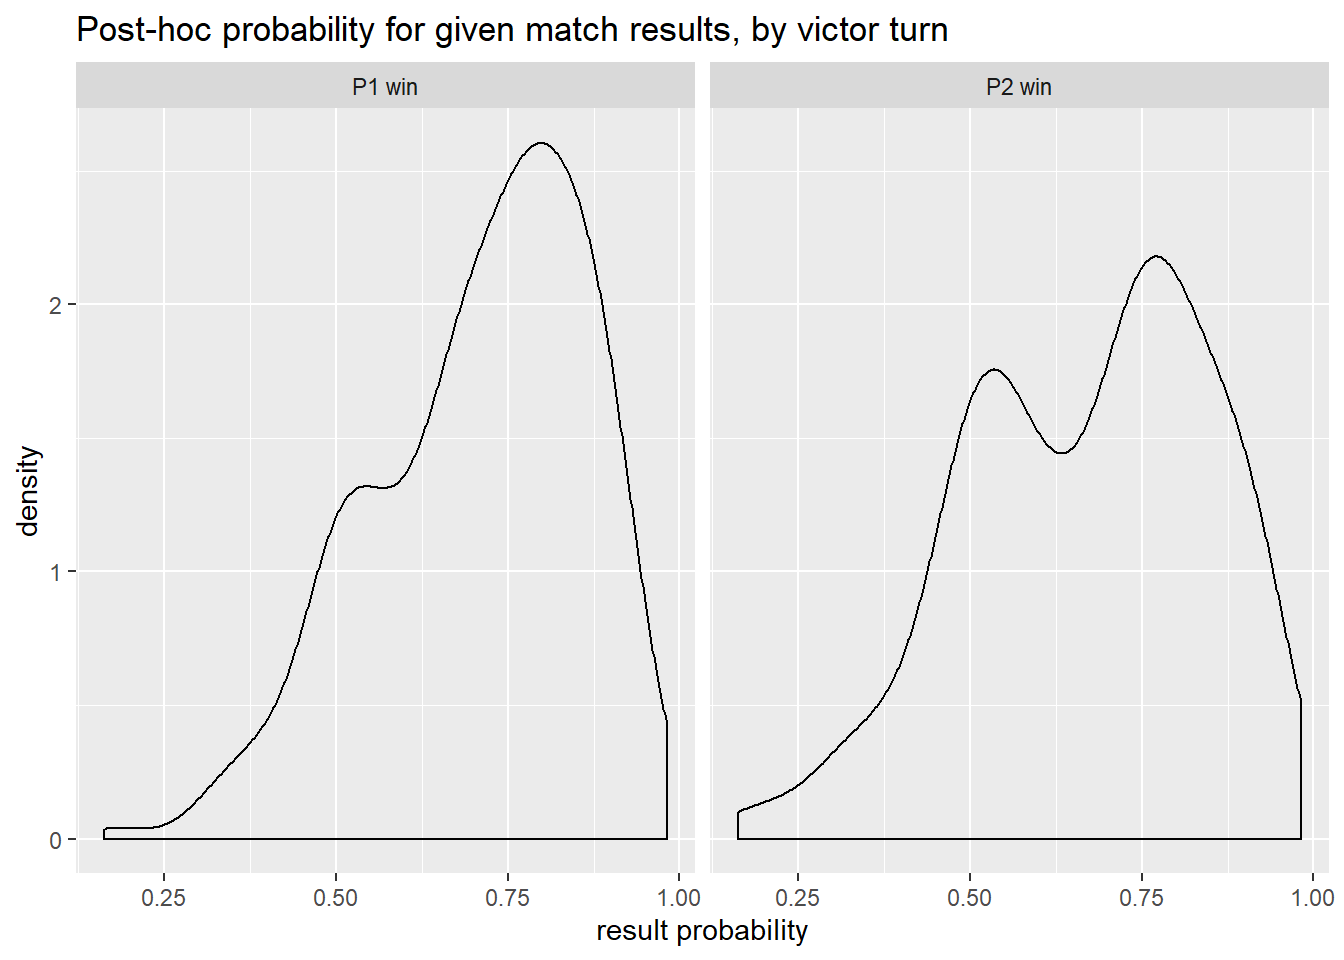 Post-hoc probability for given match results, by victor turn
P1 win
P2 win
density
2
1
0
0.25 0.50 0.75 1.00
0.25 0.50 0.75 1.00
result probability